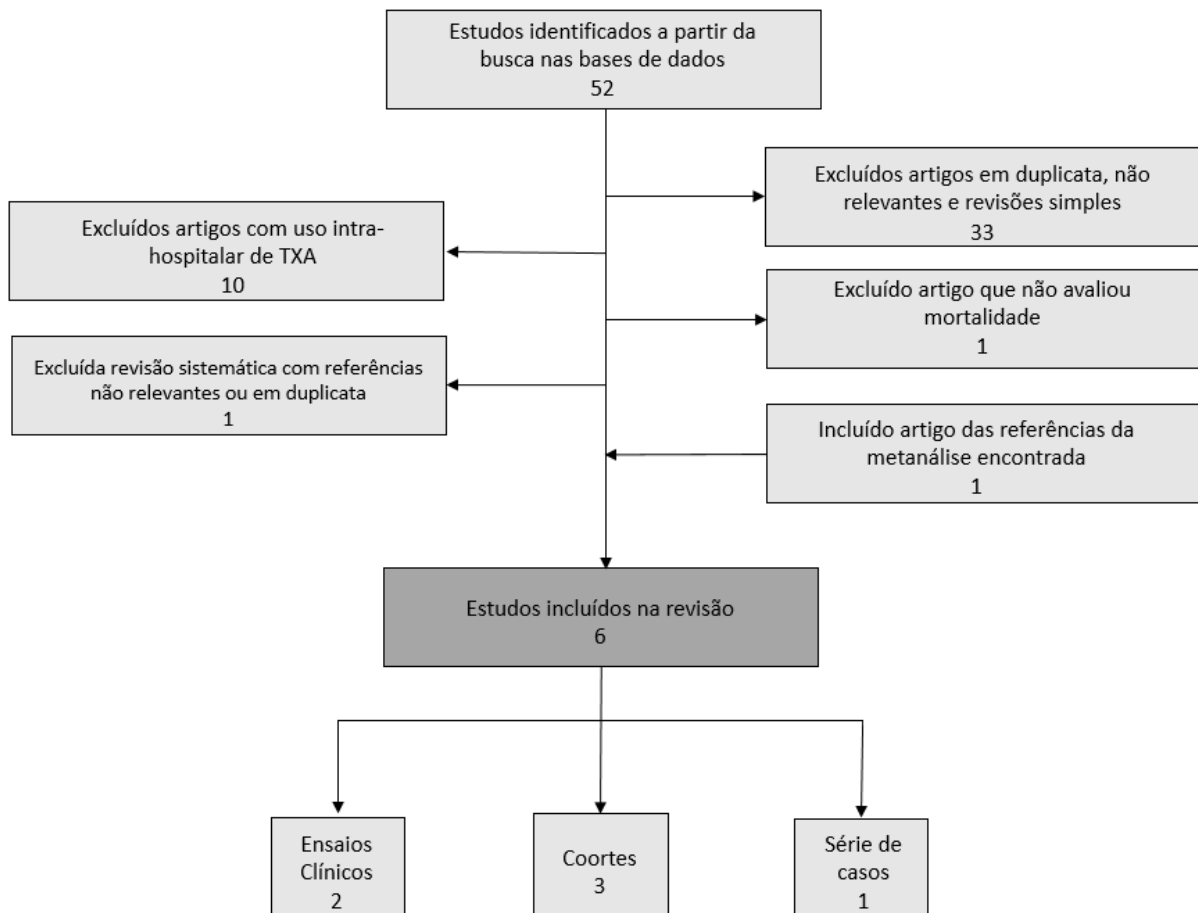 Estudos identificados a partir da
busca nas bases de dados
52
Excluídos artigos em duplicata, não
relevantes e revisões simples
33
Excluídos artigos com uso intra-
hospitalar de TXA
10
Excluído artigo que não avaliou
mortalidade
1
Excluída revisão sistemática com referências
não relevantes ou em duplicata
1
Incluído artigo das referências da
metanálise encontrada
1
Estudos incluídos na revisão
6
Ensaios
Clínicos
2
Coortes
3
Série de
casos
1